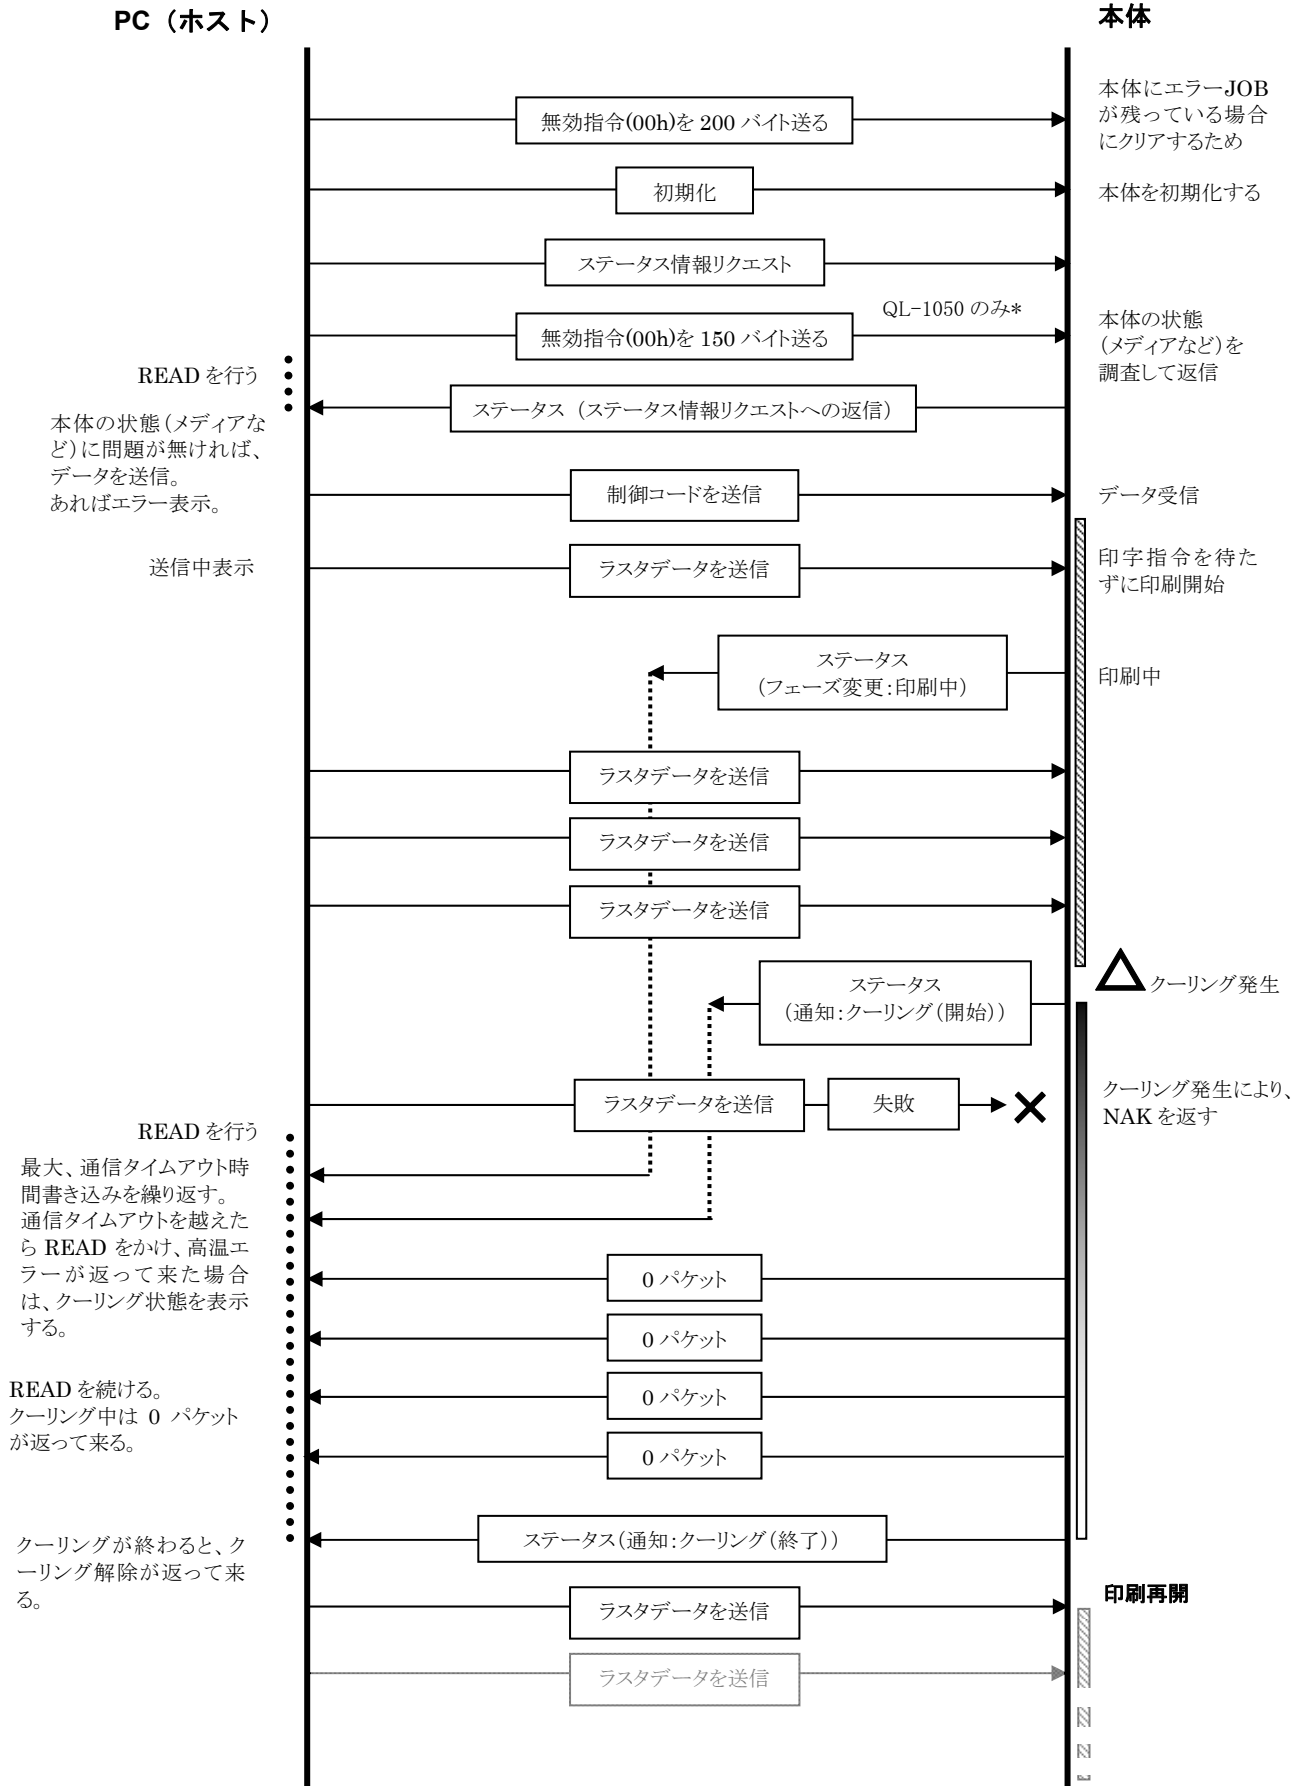 PC（ホスト）
本体
無効指令(00h)を 200 バイト送る
本体にエラーJOB
が残っている場合
にクリアするため
初期化
本体を初期化する
ステータス情報リクエスト
QL-1050 のみ*
無効指令(00h)を 150 バイト送る
本体の状態
（メディアなど）を
調査して返信
READ を行う
ステータス（ステータス情報リクエストへの返信）
本体の状態（メディアな
ど）に問題が無ければ、
データを送信。
あればエラー表示。
制御コードを送信
データ受信
送信中表示
ラスタデータを送信
印字指令を待た
ずに印刷開始
ステータス
（フェーズ変更：印刷中）
印刷中
ラスタデータを送信
ラスタデータを送信
ラスタデータを送信
クーリング発生
ステータス
（通知：クーリング（開始））
ラスタデータを送信
失敗
クーリング発生により、
NAK を返す
READ を行う
最大、通信タイムアウト時
間書き込みを繰り返す。
通信タイムアウトを越えた
ら READ をかけ、高温エ
ラーが返って来た場合
は、クーリング状態を表示
する。
0 パケット
0 パケット
READ を続ける。
クーリング中は 0 パケット
が返って来る。
0 パケット
0 パケット
ステータス（通知：クーリング（終了））
クーリングが終わると、ク
ーリング解除が返って来
る。
印刷再開
ラスタデータを送信
ラスタデータを送信